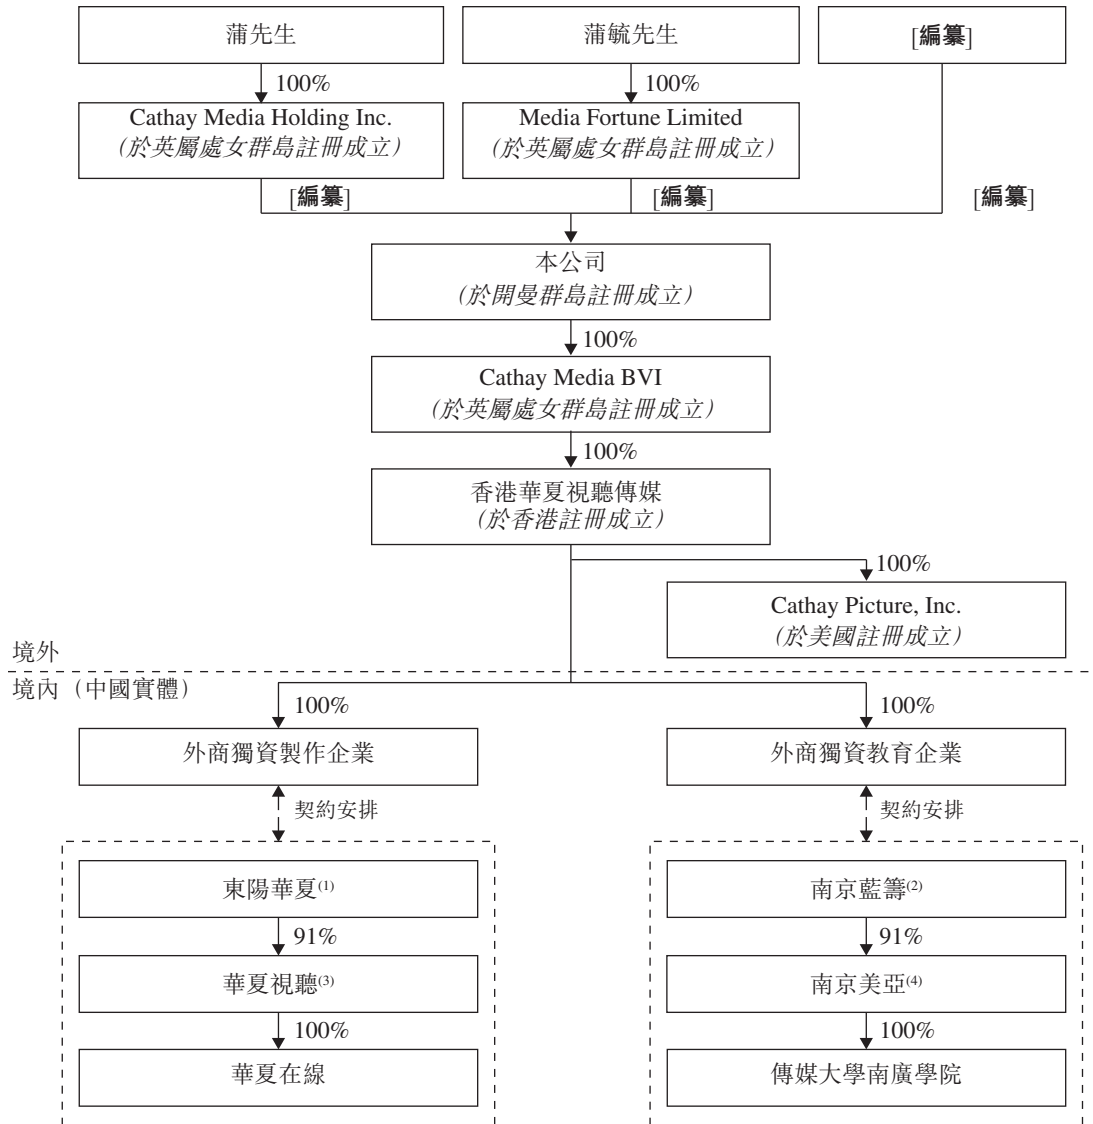 蒲先生
蒲毓先生
[編纂]
100%
100%
Cathay Media Holding Inc.
(於英屬處女群島註冊成立)
Media Fortune Limited
(於英屬處女群島註冊成立)
[編纂]
[編纂]
[編纂]
本公司
(於開曼群島註冊成立)
100%
Cathay Media BVI
(於英屬處女群島註冊成立)
100%
香港華夏視聽傳媒
(於香港註冊成立)
100%
Cathay Picture, Inc.
(於美國註冊成立)
境外
境內（中國實體）
100%
100%
外商獨資製作企業
外商獨資教育企業
契約安排
契約安排
東陽華夏(1)
南京藍籌(2)
91%
91%
華夏視聽(3)
南京美亞(4)
100%
100%
華夏在線
傳媒大學南廣學院